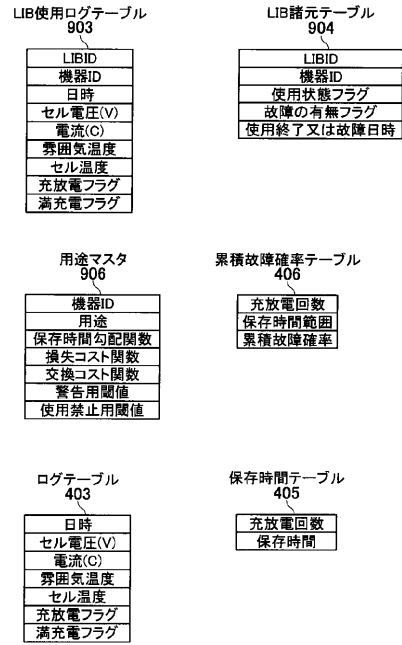 LIB使用ログテーブル
903
LIBID
機器ID
日時
セル電圧(V)
電流(C)
雰囲気温度
セル温度
充放電フラグ
満充電フラグ
LIB諸元テーブル
904
LIBID
機器ID
使用状態フラグ
故障の有無フラグ
使用終了又は故障日時
用途マスタ
906
機器ID
用途
保存時間勾配関数
損失コスト関数
交換コスト関数
警告用閾値
使用禁止用閾値
累積故障確率テーブル
406
充放電回数
保存時間範囲
累積故障確率
ログテーブル
403
日時
セル電圧(V)
電流(C)
雰囲気温度
セル温度
充放電フラグ
満充電フラグ
保存時間テーブル
405
充放電回数
保存時間